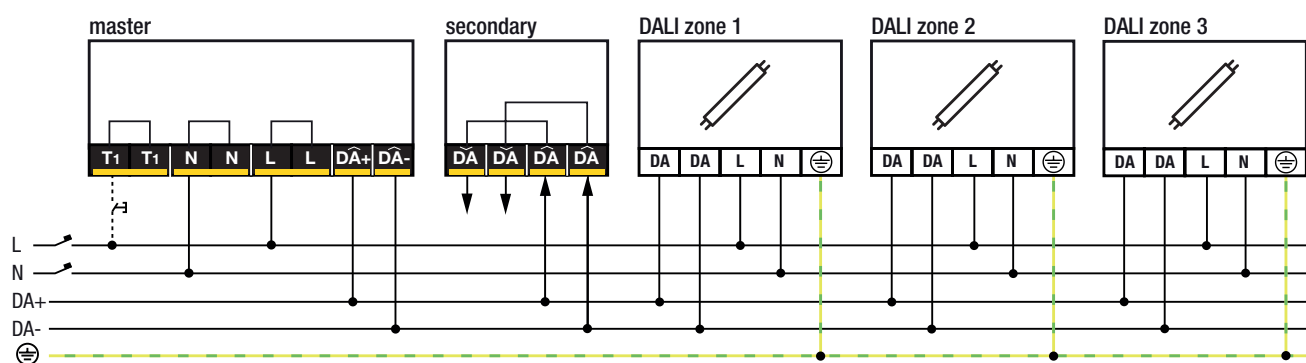 master secondary DALI zone 1 DALI zone 2 DALI zone 3
T1 T1 N N L L DA+ DA- DA DA DA DA DA DA L N DA DA L N DA DA L N
L
N
DA+
DA-